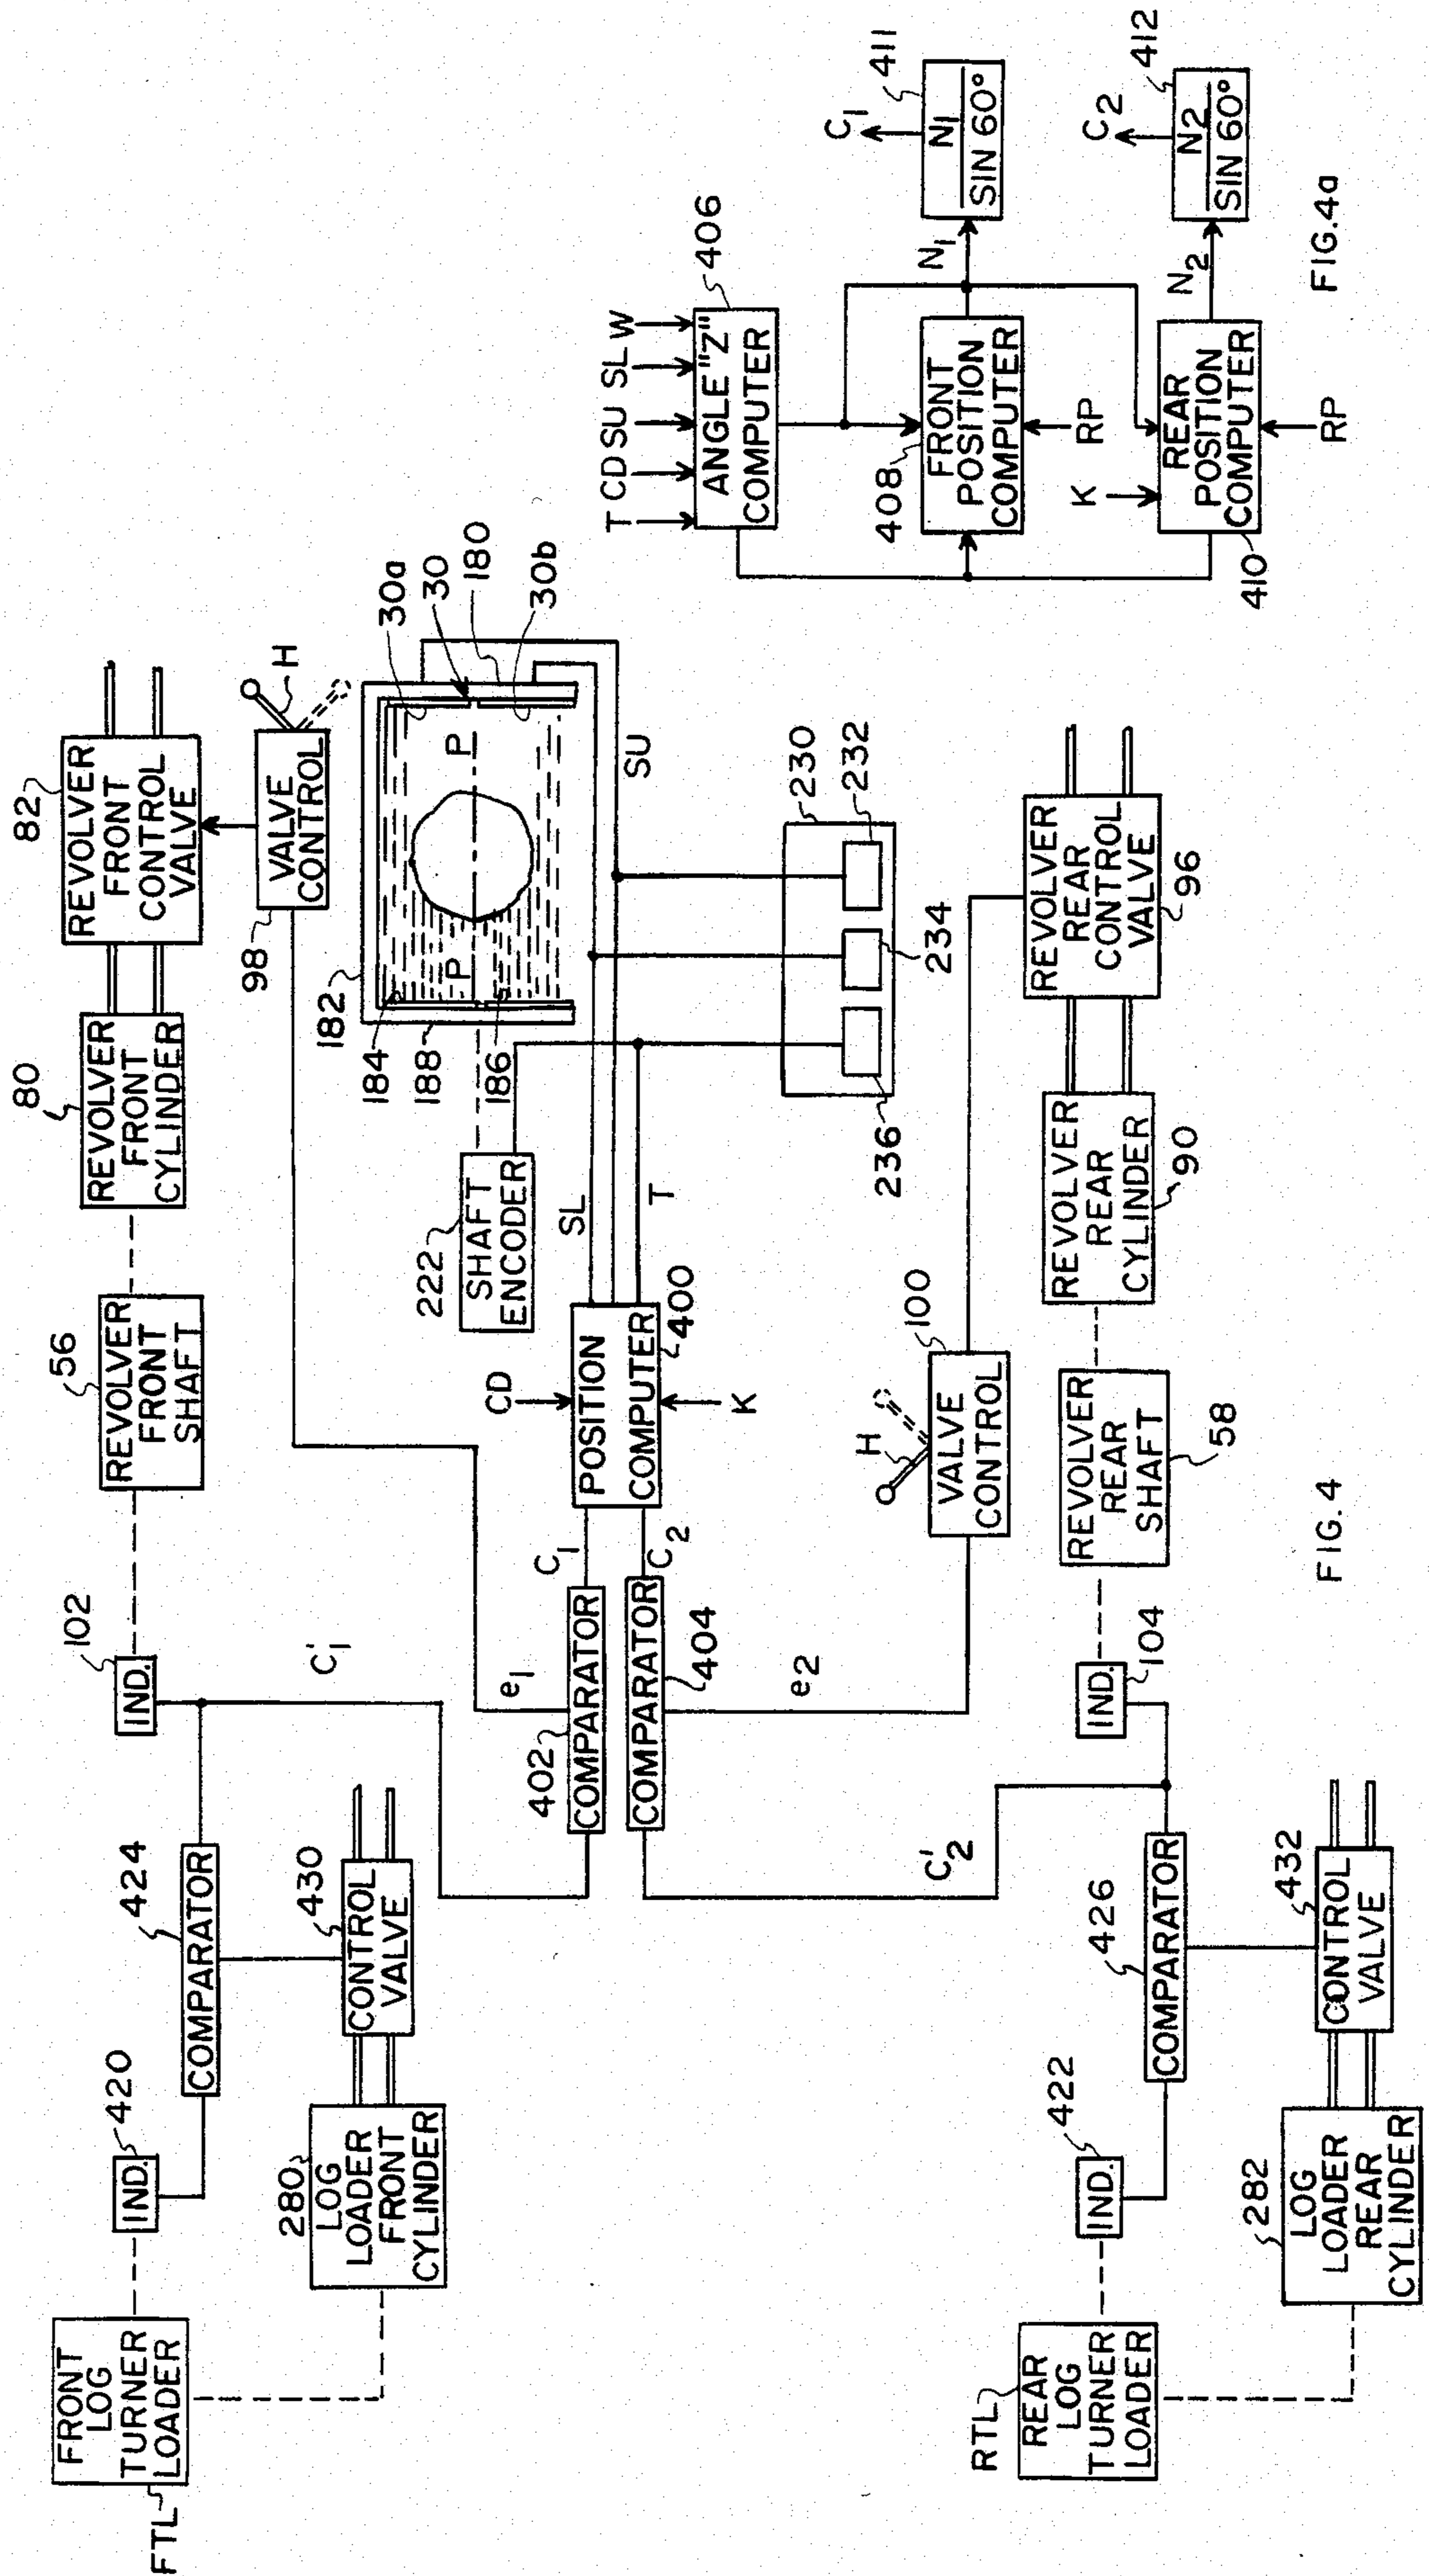 FTL
FRONT
LOG
TURNER
LOADER
420
IND.
424
COMPARATOR
280
LOG
LOADER
FRONT
CYLINDER
430
CONTROL
VALVE
102
IND.
C'1
56
REVOLVER
FRONT
SHAFT
80
REVOLVER
FRONT
CYLINDER
82
REVOLVER
FRONT
CONTROL
VALVE
98
VALVE
CONTROL
H
e1
402
COMPARATOR
C1
COMPARATOR
404
C2
e2
C'2
CD
POSITION
COMPUTER
400
K
SL
SU
T
222
SHAFT
ENCODER
182
184
188
186
P
P
30a
30
180
30b
230
232
234
236
100
VALVE
CONTROL
H
RTL
REAR
LOG
TURNER
LOADER
422
IND.
426
COMPARATOR
282
LOG
LOADER
REAR
CYLINDER
432
CONTROL
VALVE
IND.
104
REVOLVER
REAR
SHAFT
58
REVOLVER
REAR
CYLINDER
90
REVOLVER
REAR
CONTROL
VALVE
96
FIG. 4
T CD SU SL W
ANGLE "Z"
COMPUTER
406
408
FRONT
POSITION
COMPUTER
RP
N1
C1
411
N1
SIN 60°
K
REAR
POSITION
COMPUTER
410
RP
N2
C2
412
N2
SIN 60°
FIG.4a